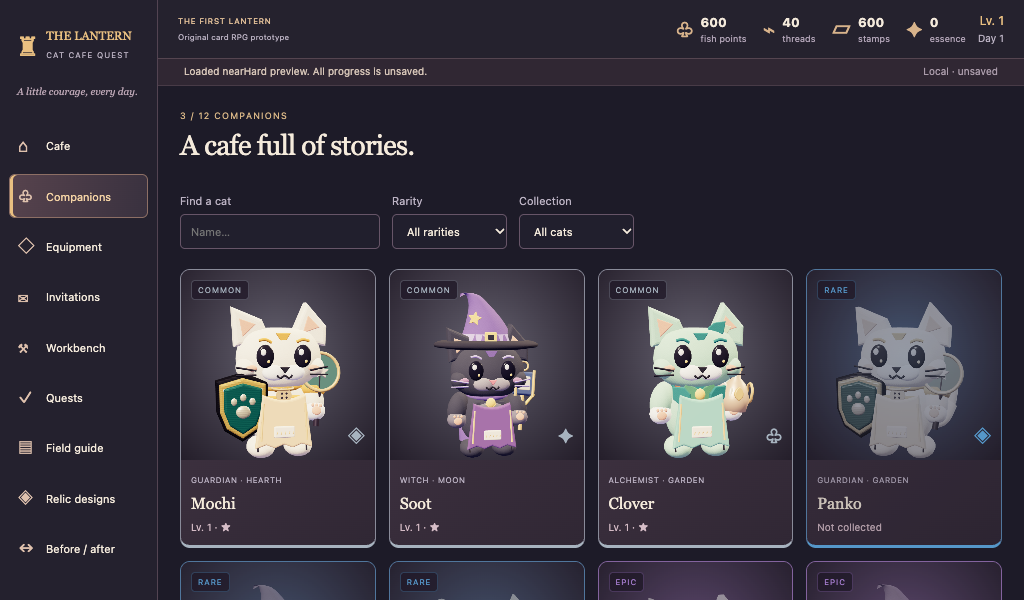 THE LANTERN
CAT CAFE QUEST
A little courage, every day.
Cafe
Companions
Equipment
Invitations
Workbench
Quests
Field guide
Relic designs
Before / after
THE FIRST LANTERN
Original card RPG prototype
600
fish points
40
threads
600
stamps
0
essence
Lv. 1
Day 1
Loaded nearHard preview. All progress is unsaved.
Local · unsaved
3 / 12 COMPANIONS
A cafe full of stories.
Find a cat
Name...
Rarity
All rarities
Collection
All cats
COMMON
GUARDIAN · HEARTH
Mochi
Lv. 1 · ★
COMMON
WITCH · MOON
Soot
Lv. 1 · ★
COMMON
ALCHEMIST · GARDEN
Clover
Lv. 1 · ★
RARE
GUARDIAN · GARDEN
Panko
Not collected
RARE
RARE
EPIC
EPIC